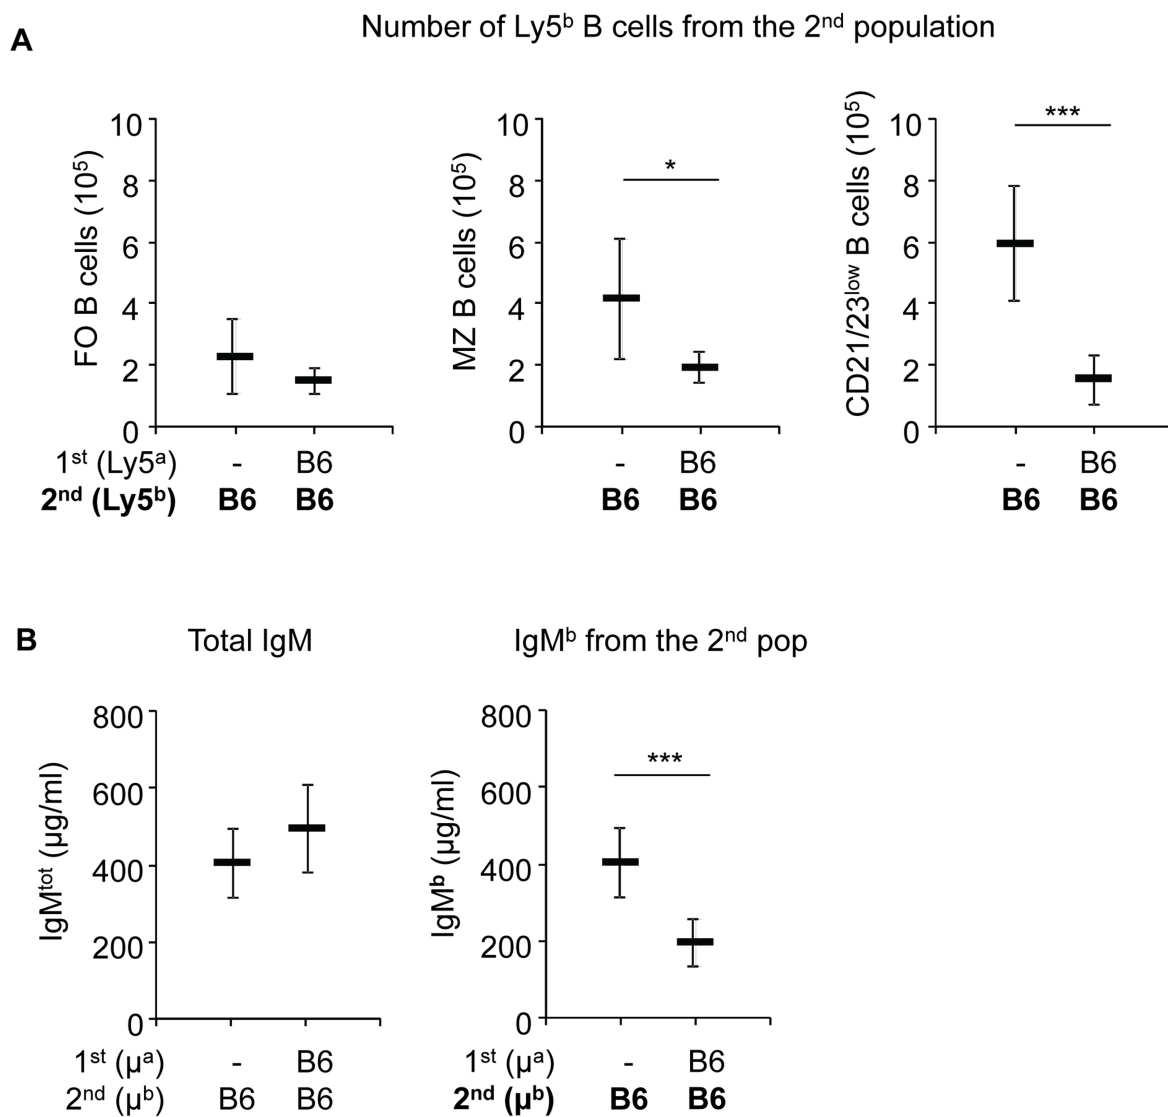 A
Number of Ly5ᵇ B cells from the 2ⁿᵈ population
FO B cells (10⁵)
10
8
6
4
2
0
MZ B cells (10⁵)
10
8
6
4
2
0
*
CD21/23ˡᵒʷ B cells (10⁵)
10
8
6
4
2
0
***
1ˢᵗ (Ly5ᵃ) - B6 - B6 - B6
2ⁿᵈ (Ly5ᵇ) B6 B6 B6 B6 B6 B6
B
Total IgM
IgMᵗᵒᵗ (µg/ml)
800
600
400
200
0
1ˢᵗ (µᵃ) - B6
2ⁿᵈ (µᵇ) B6 B6
IgMᵇ from the 2ⁿᵈ pop
IgMᵇ (µg/ml)
800
600
400
200
0
***
1ˢᵗ (µᵃ) - B6
2ⁿᵈ (µᵇ) B6 B6